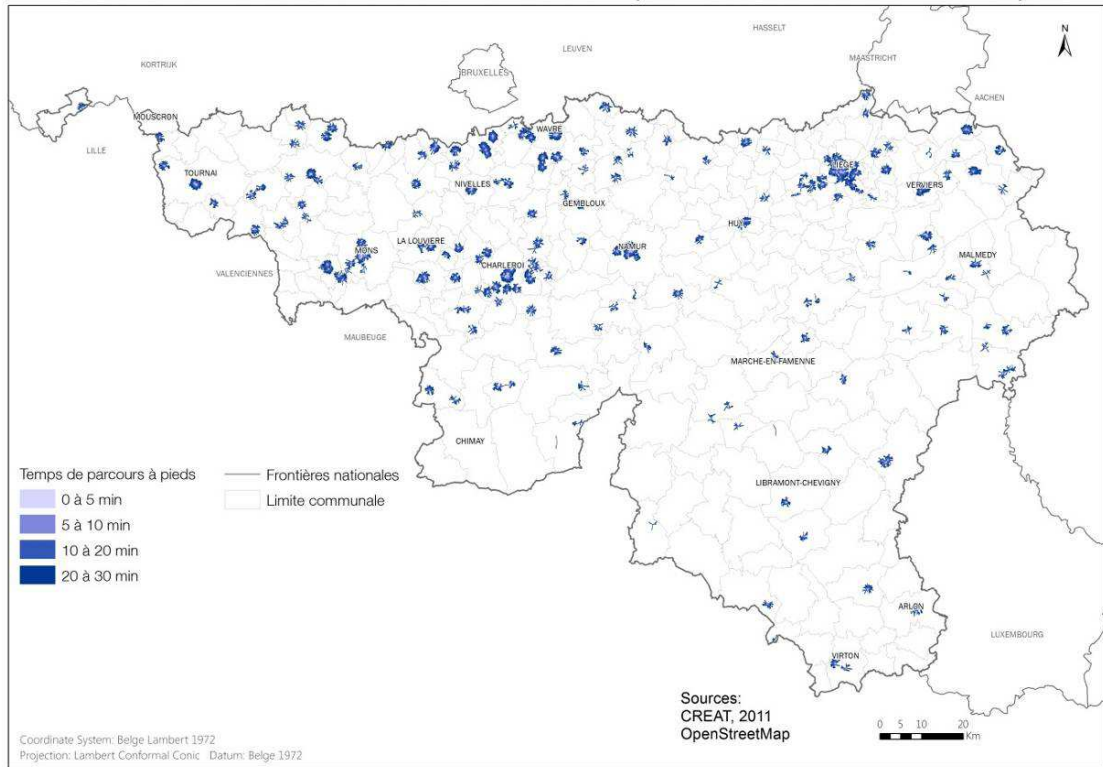 HASSELT
N
LEUVEN
KORTRIJK
BRUXELLES
MAASTRICHT
AACHEN
MOUSCRON
WAVRE
LILLE
LIEGE
TOURNAI
NIVELLES
VERVIERS
GEMBLOUX
HUY
LA LOUVIERE
MONS
NAMUR
MALMEDY
CHARLEROI
VALENCIENNES
MAUBEUGE
MARCHE-EN-FAMENNE
CHIMAY
Temps de parcours à pieds
0 à 5 min
5 à 10 min
10 à 20 min
20 à 30 min
Frontières nationales
Limite communale
LIBRAMONT-CHEVIGNY
ARLON
LUXEMBOURG
VIRTON
Sources:
CREAT, 2011
OpenStreetMap
0 5 10 20
Km
Coordinate System: Belge Lambert 1972
Projection: Lambert Conformal Conic Datum: Belge 1972